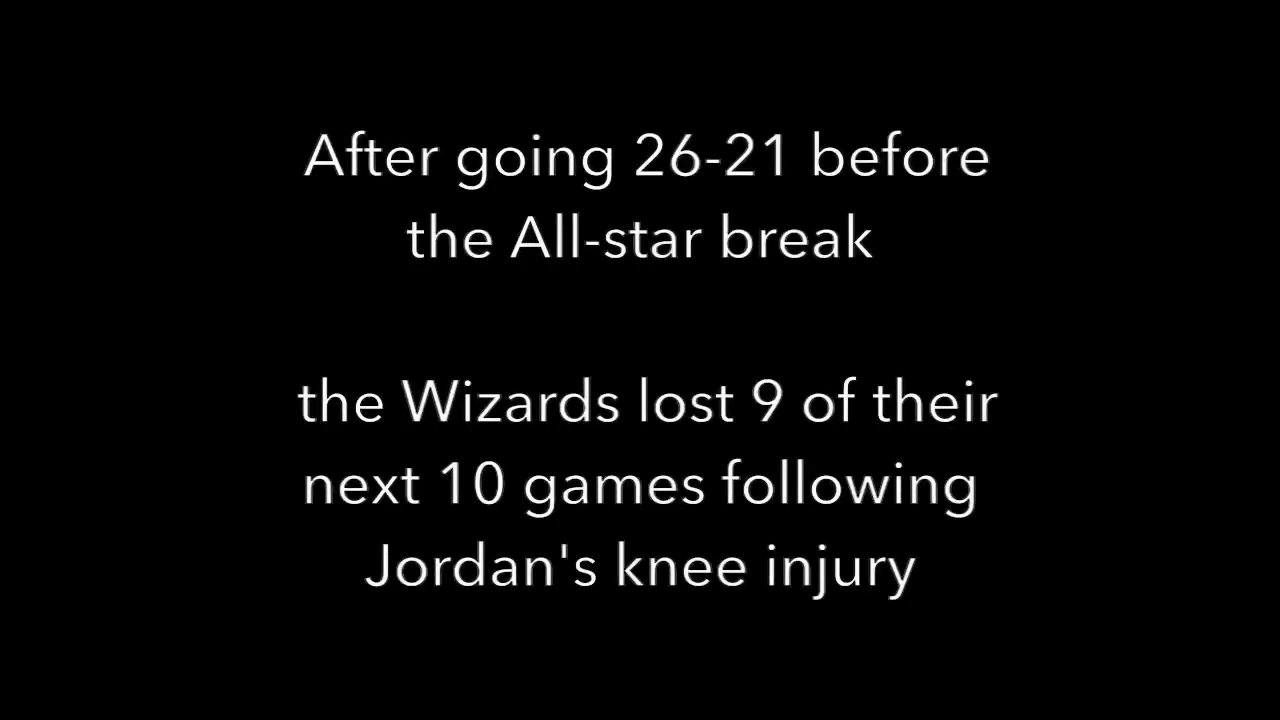 After going 26-21 before
the All-star break
the Wizards lost 9 of their
next 10 games following
Jordan's knee injury